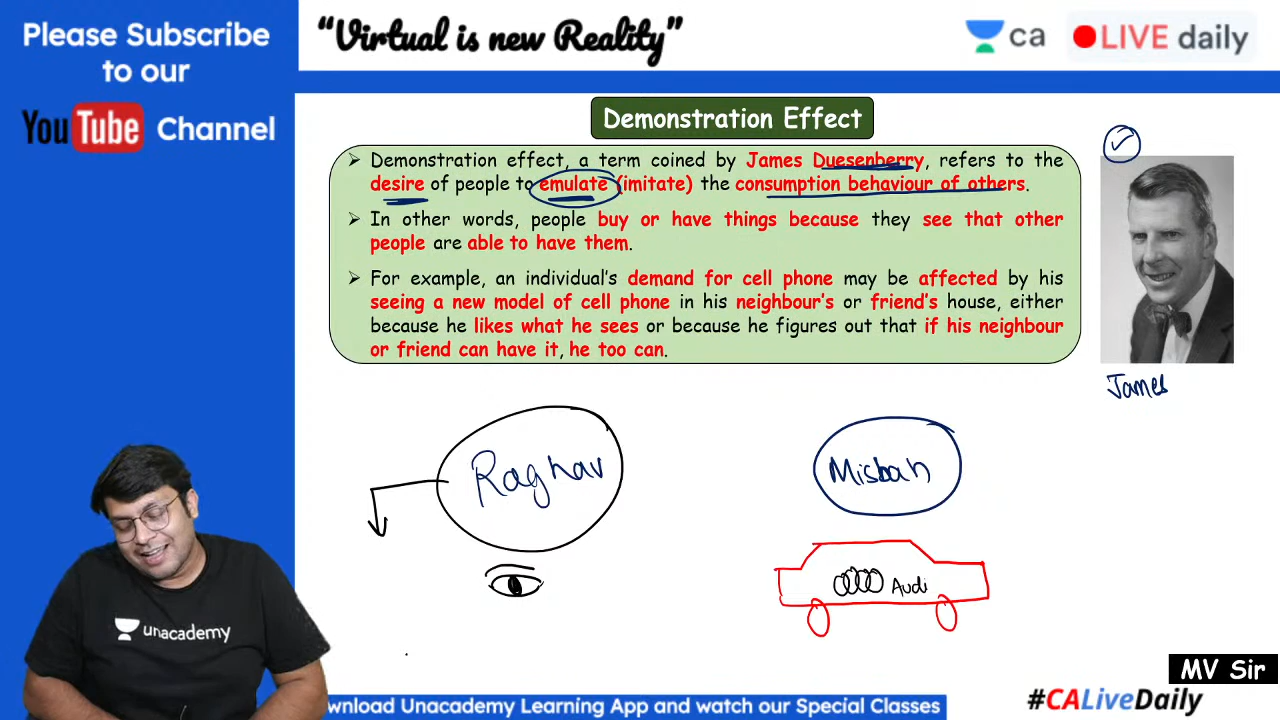 Please Subscribe
to our
YouTube Channel
“Virtual is new Reality”
ca
LIVE daily
Demonstration Effect
➢ Demonstration effect, a term coined by James Duesenberry, refers to the
desire of people to emulate (imitate) the consumption behaviour of others.
➢ In other words, people buy or have things because they see that other
people are able to have them.
➢ For example, an individual’s demand for cell phone may be affected by his
seeing a new model of cell phone in his neighbour’s or friend’s house, either
because he likes what he sees or because he figures out that if his neighbour
or friend can have it, he too can.
James
Raghav
Misbah
Audi
unacademy
MV Sir
wnload Unacademy Learning App and watch our Special Classes
#CALiveDaily